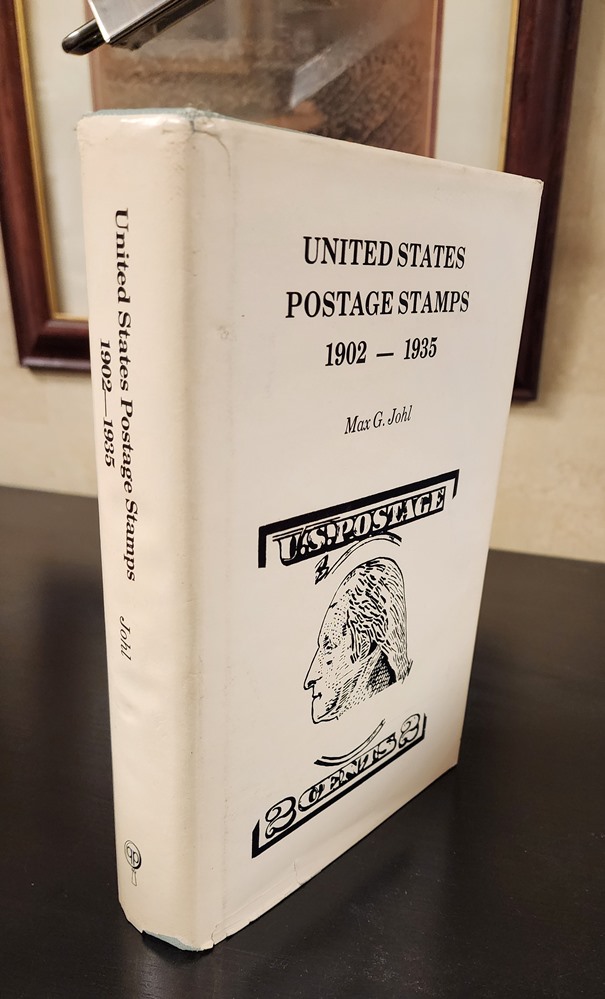 UNITED STATES
POSTAGE STAMPS
1902 — 1935
Max G. Johl
U.S. POSTAGE
2 CENTS 2
United States Postage Stamps
1902—1935
Johl
qp